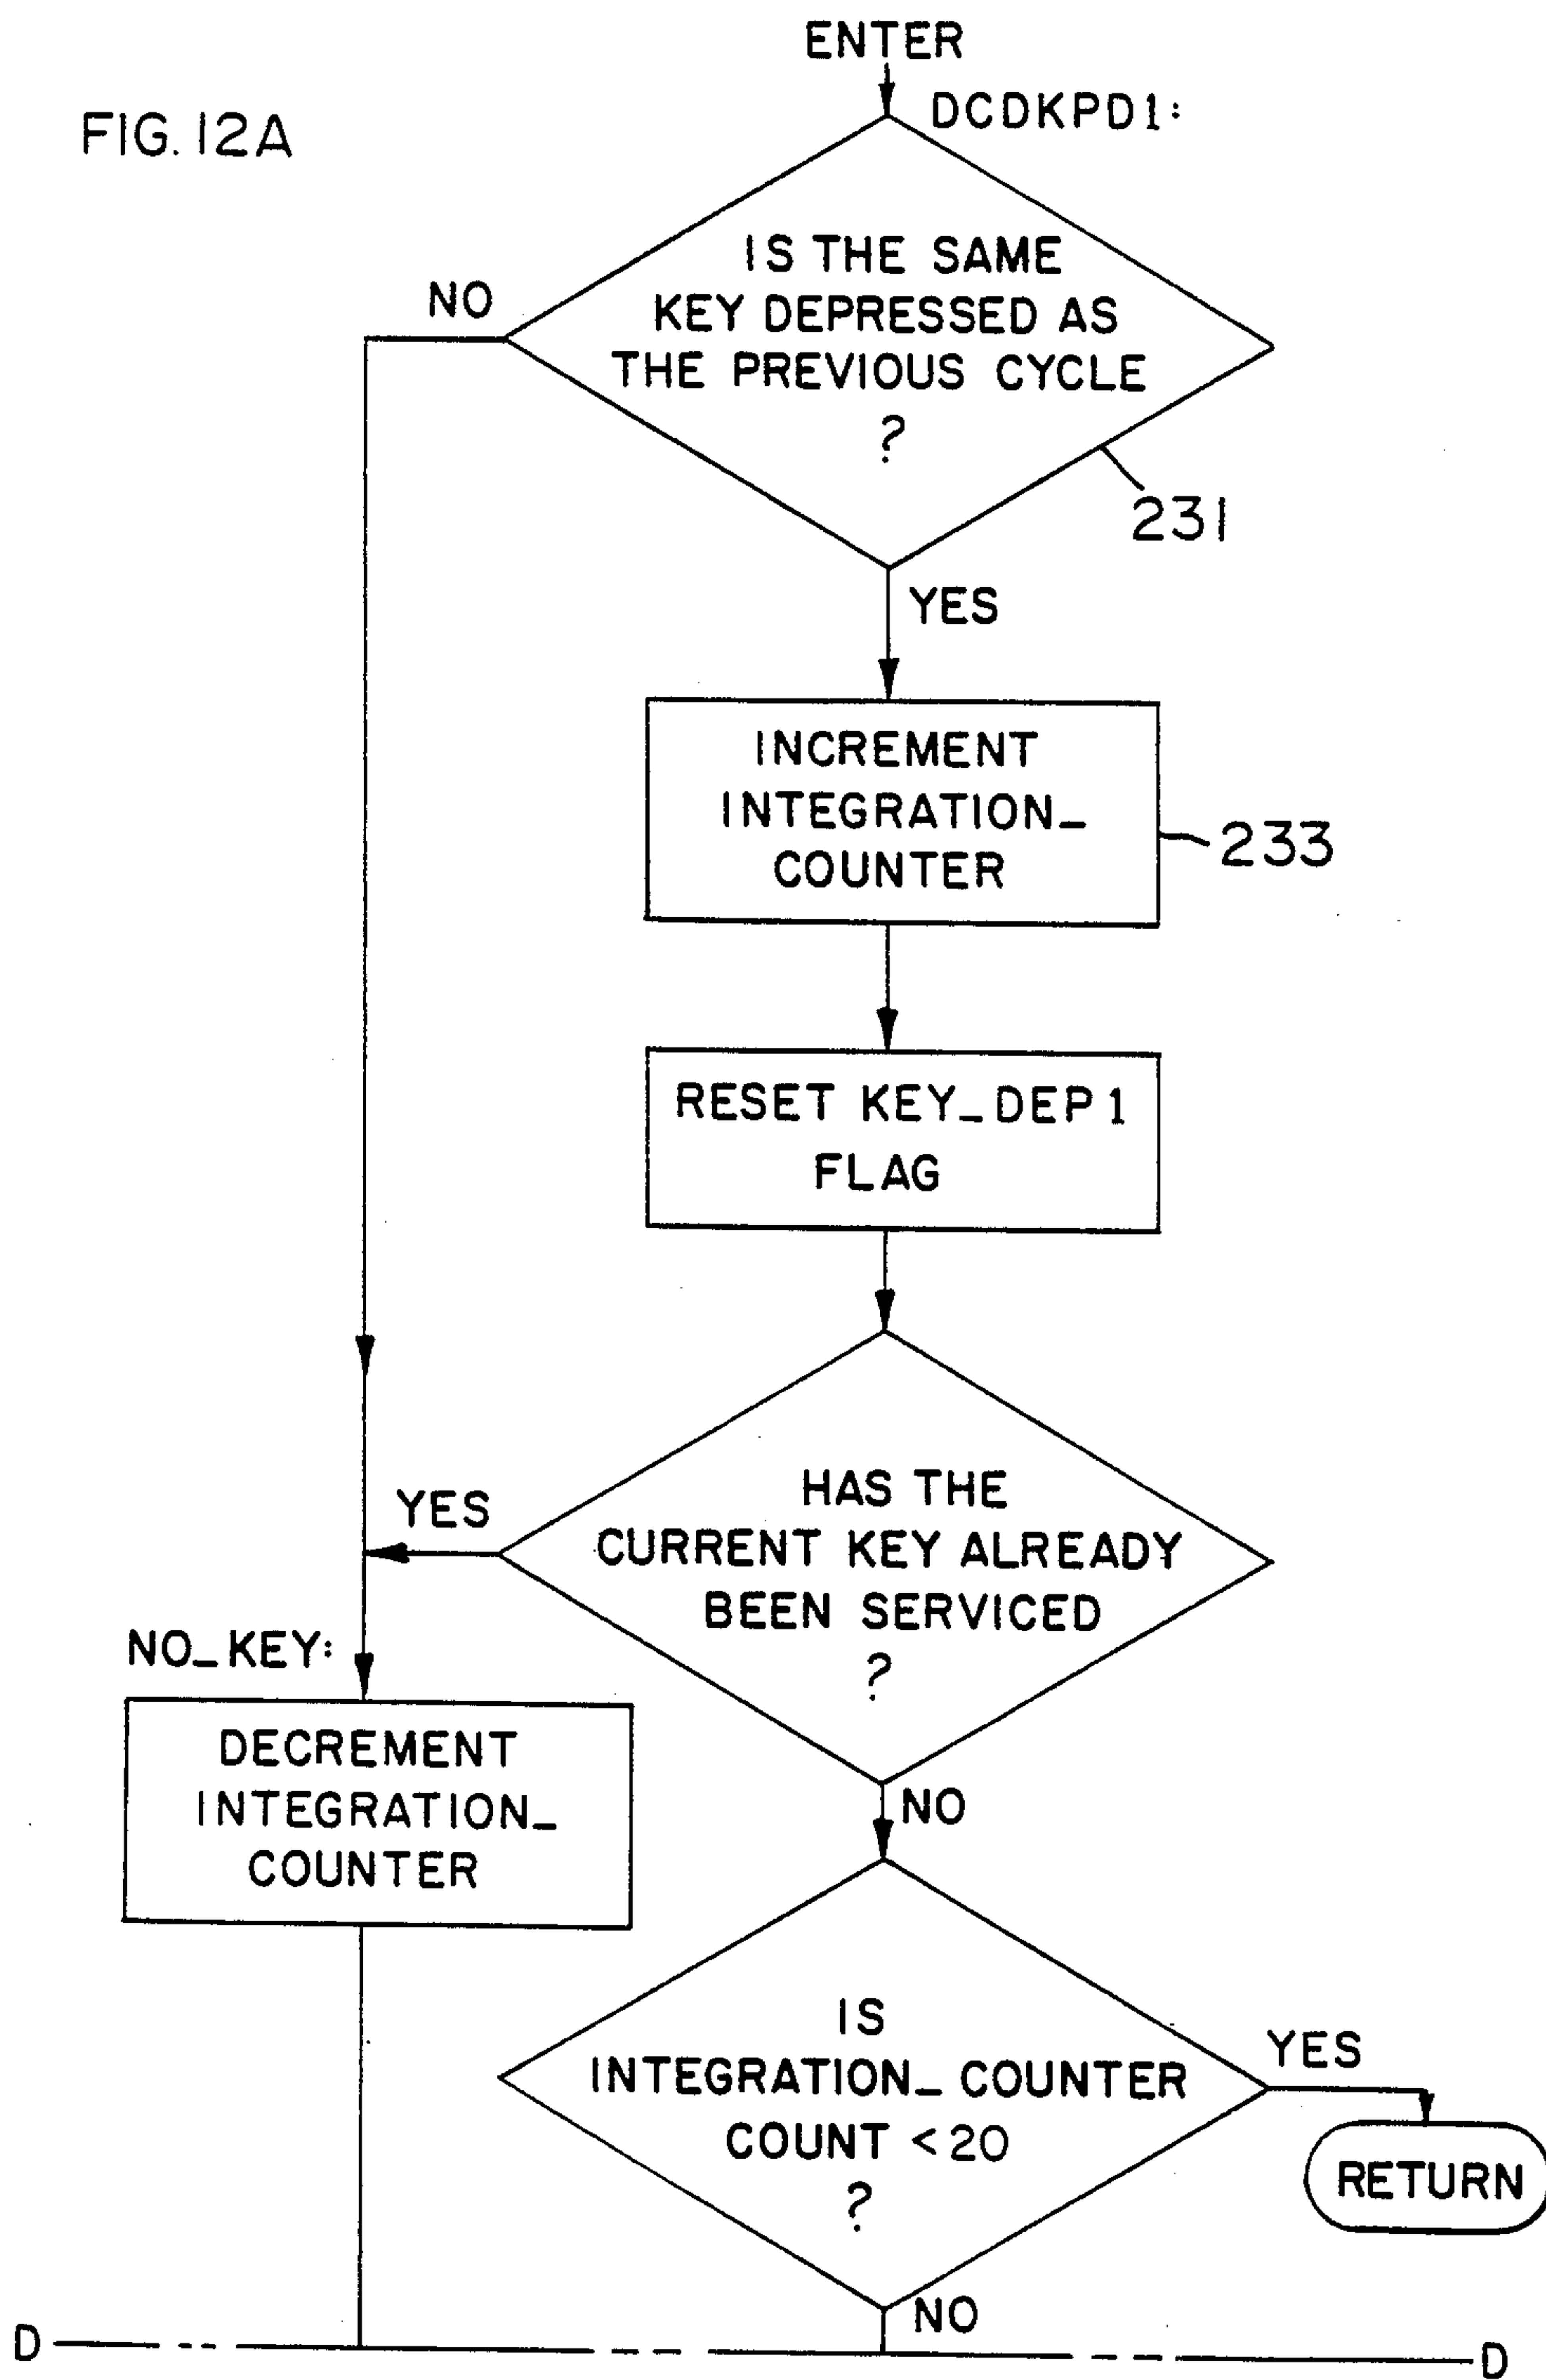 ENTER
FIG. 12A
DCDKPD1:
IS THE SAME
KEY DEPRESSED AS
THE PREVIOUS CYCLE
?
NO
231
YES
INCREMENT
INTEGRATION_
COUNTER
233
RESET KEY_DEP1
FLAG
HAS THE
CURRENT KEY ALREADY
BEEN SERVICED
?
YES
NO_KEY:
DECREMENT
INTEGRATION_
COUNTER
NO
IS
INTEGRATION_COUNTER
COUNT <20
?
YES
RETURN
NO
D
D